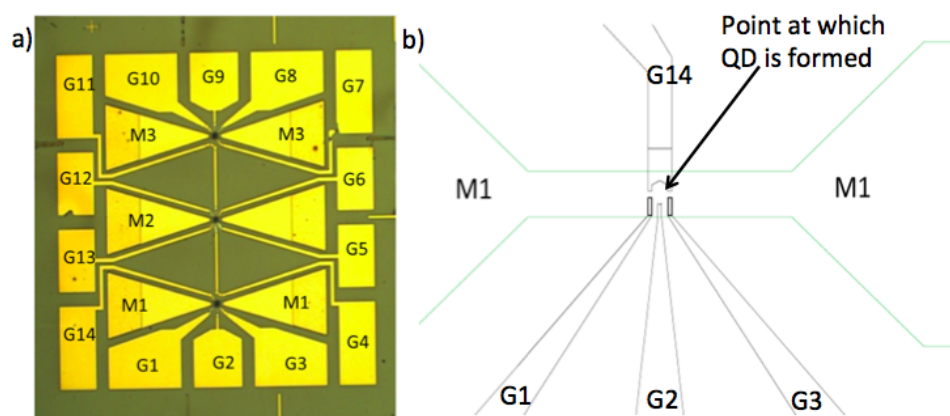 a)
G11
G10
G9
G8
G7
M3
M3
G12
G6
M2
G13
G5
M1
M1
G14
G4
G1
G2
G3
b)
Point at which
QD is formed
G14
M1
M1
G1
G2
G3